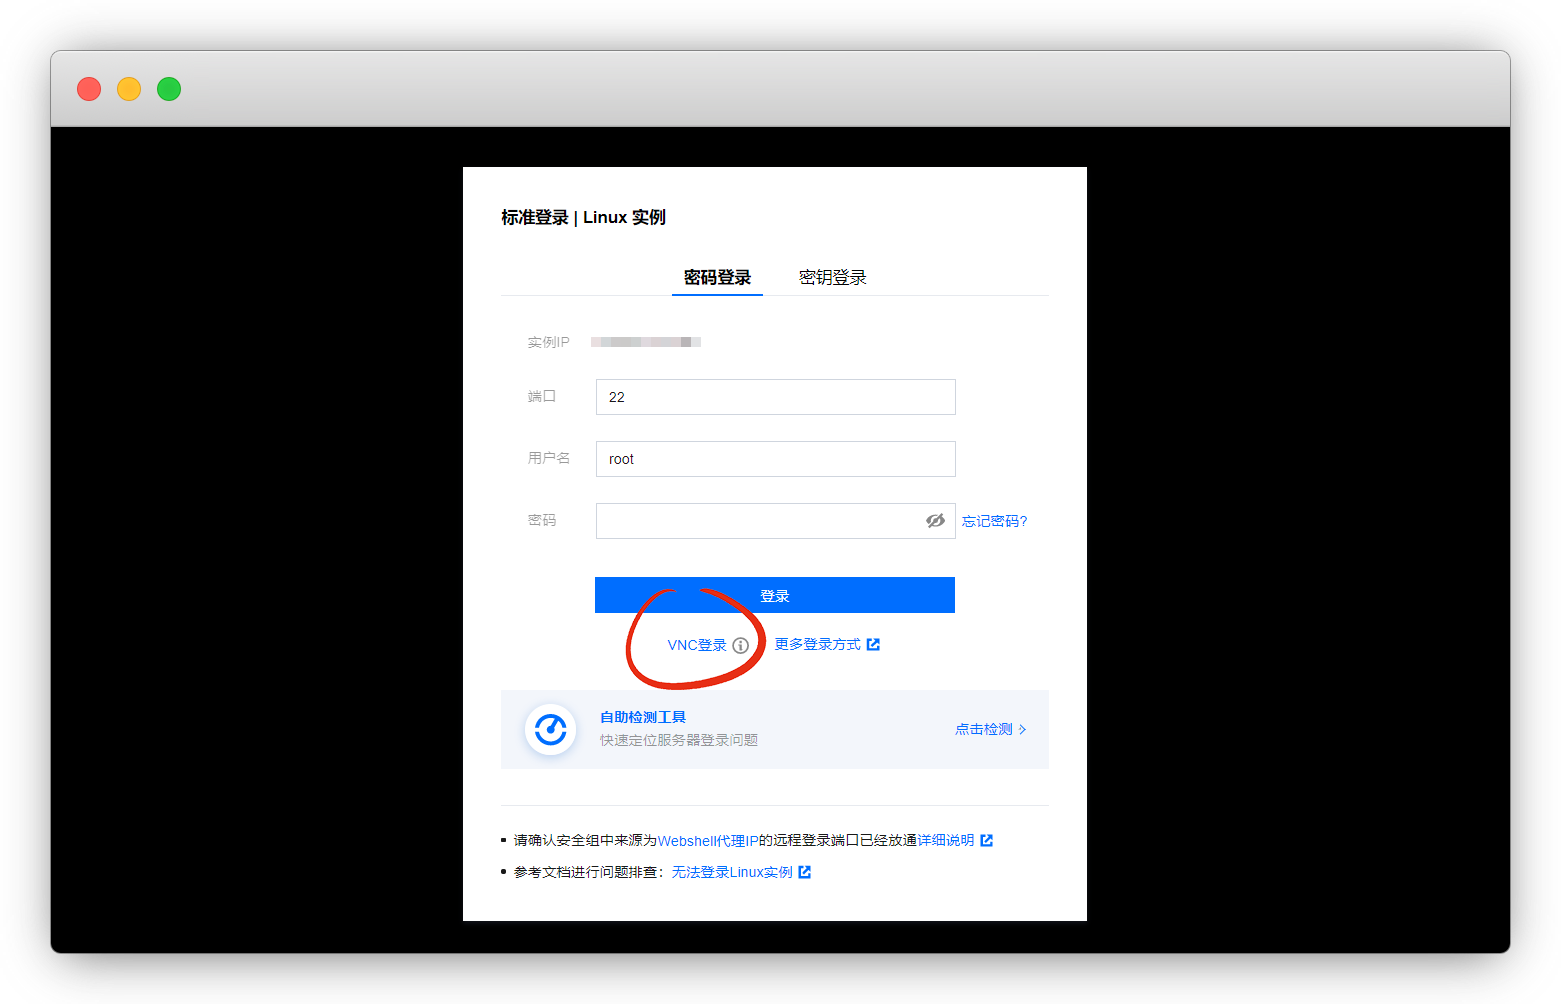 标准登录 | Linux 实例
密码登录 密钥登录
实例IP
端口 22
用户名 root
密码 忘记密码?
登录
VNC登录 更多登录方式
自助检测工具
快速定位服务器登录问题
点击检测
请确认安全组中来源为Webshell代理IP的远程登录端口已经放通详细说明
参考文档进行问题排查：无法登录Linux实例